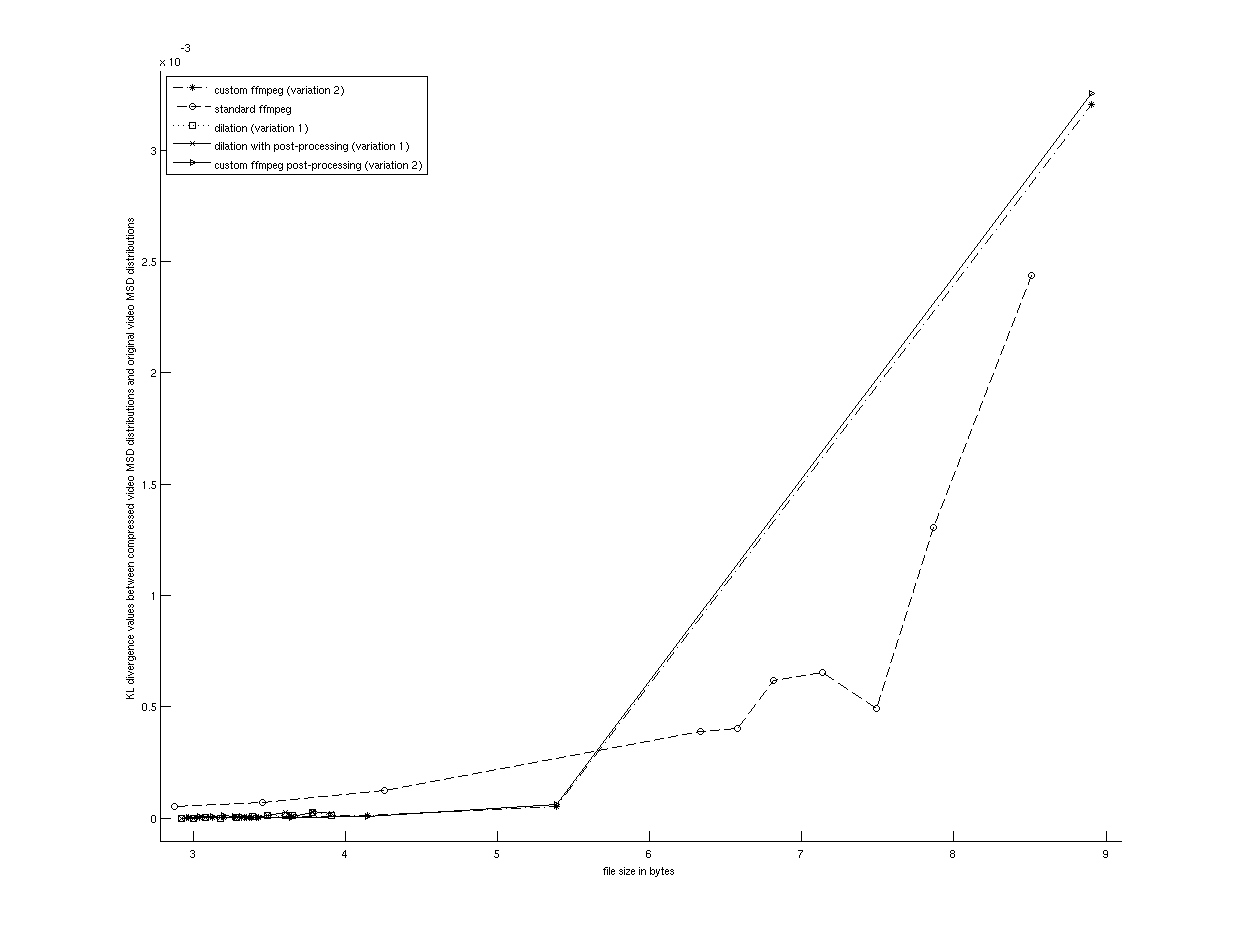 -3
x 10
custom ffmpeg (variation 2)
standard ffmpeg
dilation (variation 1)
dilation with post-processing (variation 1)
custom ffmpeg post-processing (variation 2)
3
2.5
2
1.5
1
0.5
0
KL divergence values between compressed video MSD distributions and original video MSD distributions
3 4 5 6 7 8 9
file size in bytes